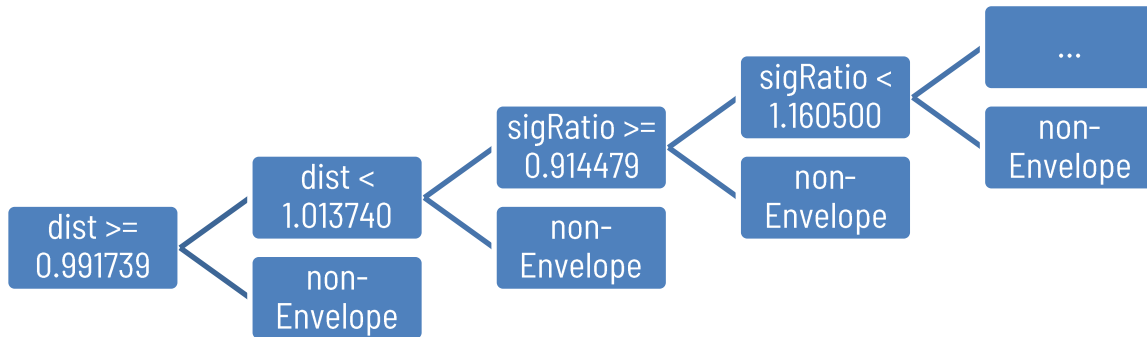 dist >=
0.991739
dist <
1.013740
non-
Envelope
sigRatio >=
0.914479
non-
Envelope
sigRatio <
1.160500
non-
Envelope
...
non-
Envelope